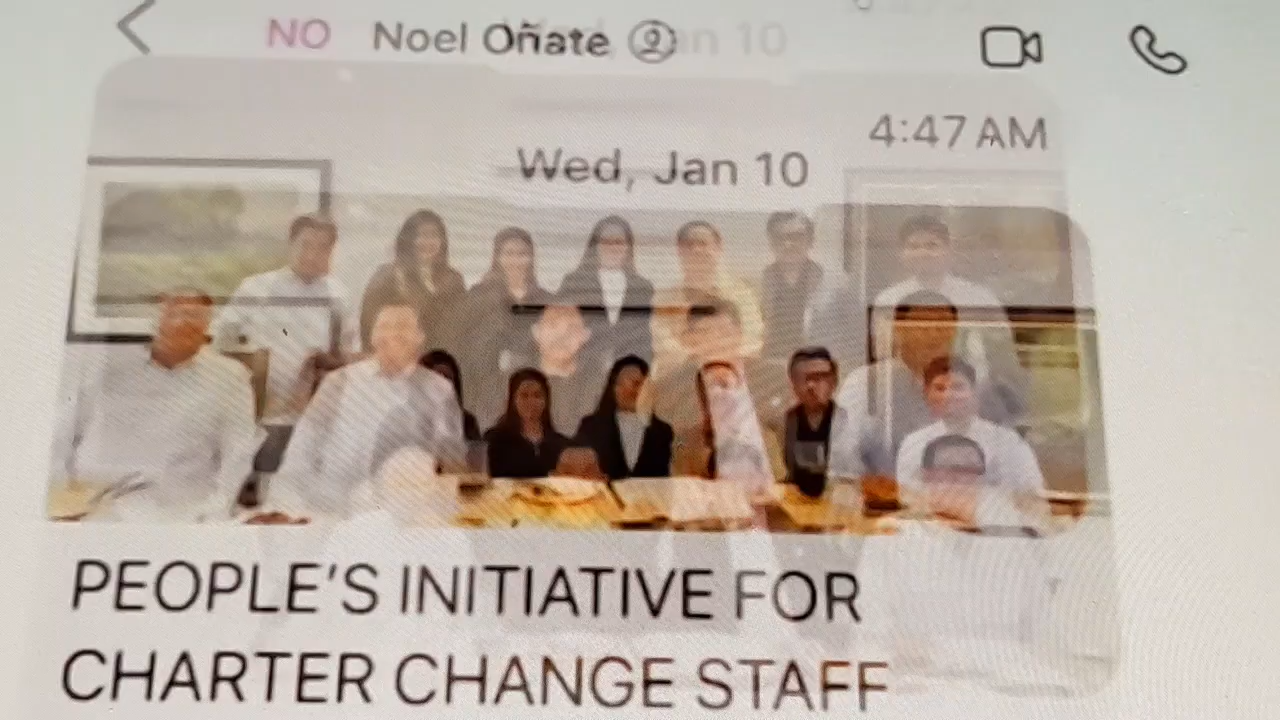 NO Noel Oñate
4:47 AM
Wed, Jan 10
PEOPLE'S INITIATIVE FOR
CHARTER CHANGE STAFF